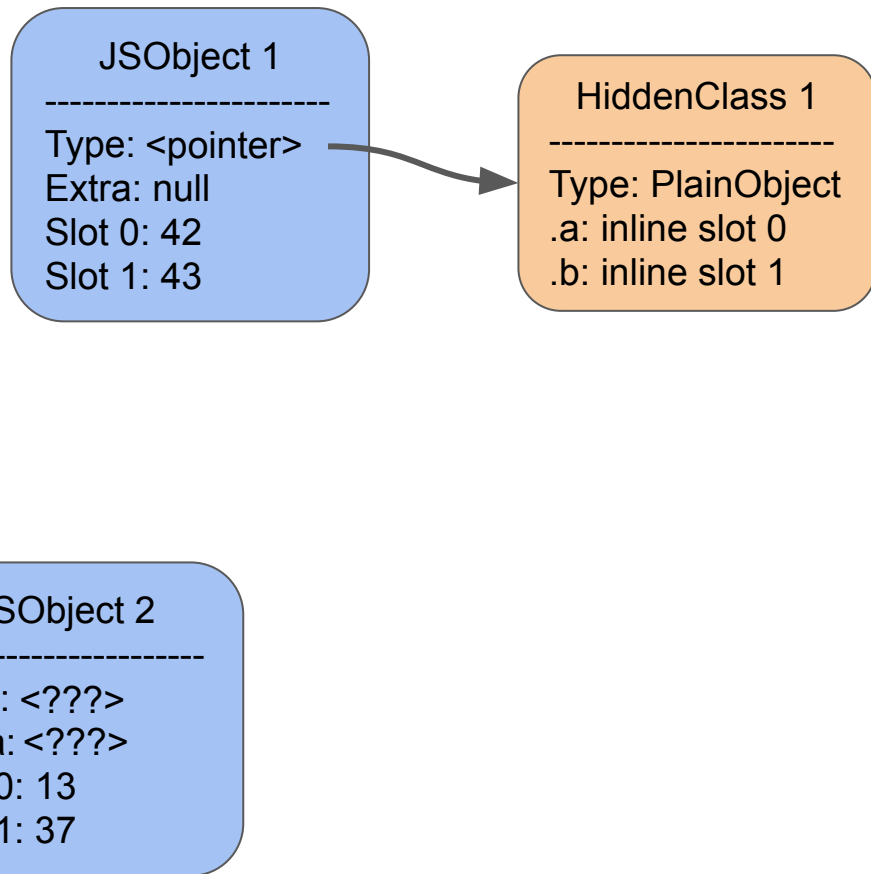 JSObject 1
-----------------------
Type: <pointer>
Extra: null
Slot 0: 42
Slot 1: 43
HiddenClass 1
-----------------------
Type: PlainObject
.a: inline slot 0
.b: inline slot 1
SObject 2
-----------------
: <???>
a: <???>
0: 13
1: 37